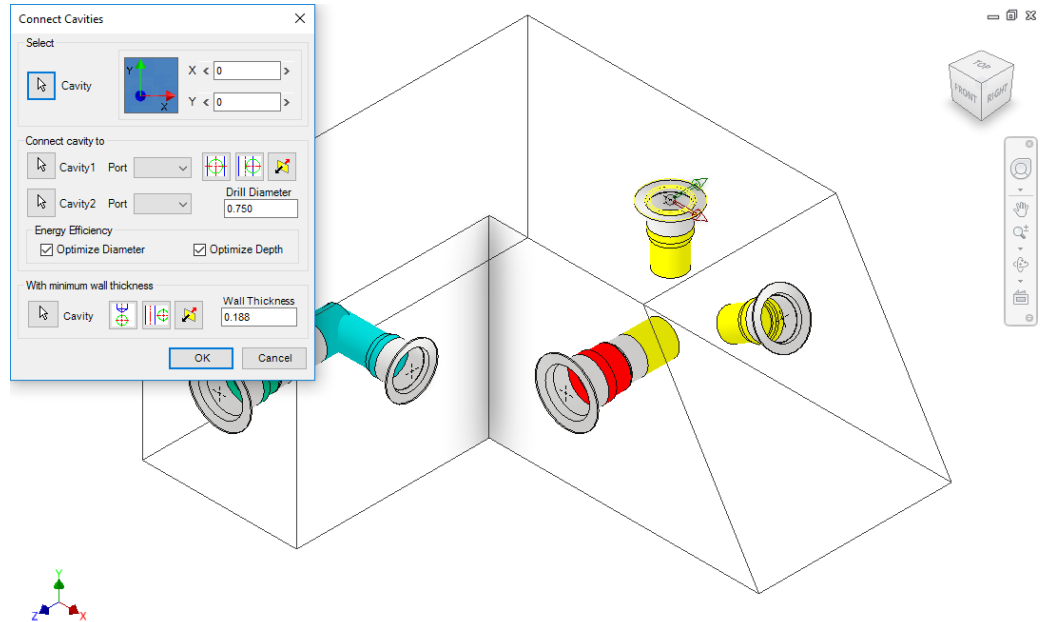 Connect Cavities
Select
Cavity
Y
X
X < 0 >
Y < 0 >
Connect cavity to
Cavity1 Port
Cavity2 Port
Drill Diameter
0.750
Energy Efficiency
Optimize Diameter
Optimize Depth
With minimum wall thickness
Cavity
Wall Thickness
0.188
OK
Cancel
TOP
FRONT
RIGHT
Y
Z
X